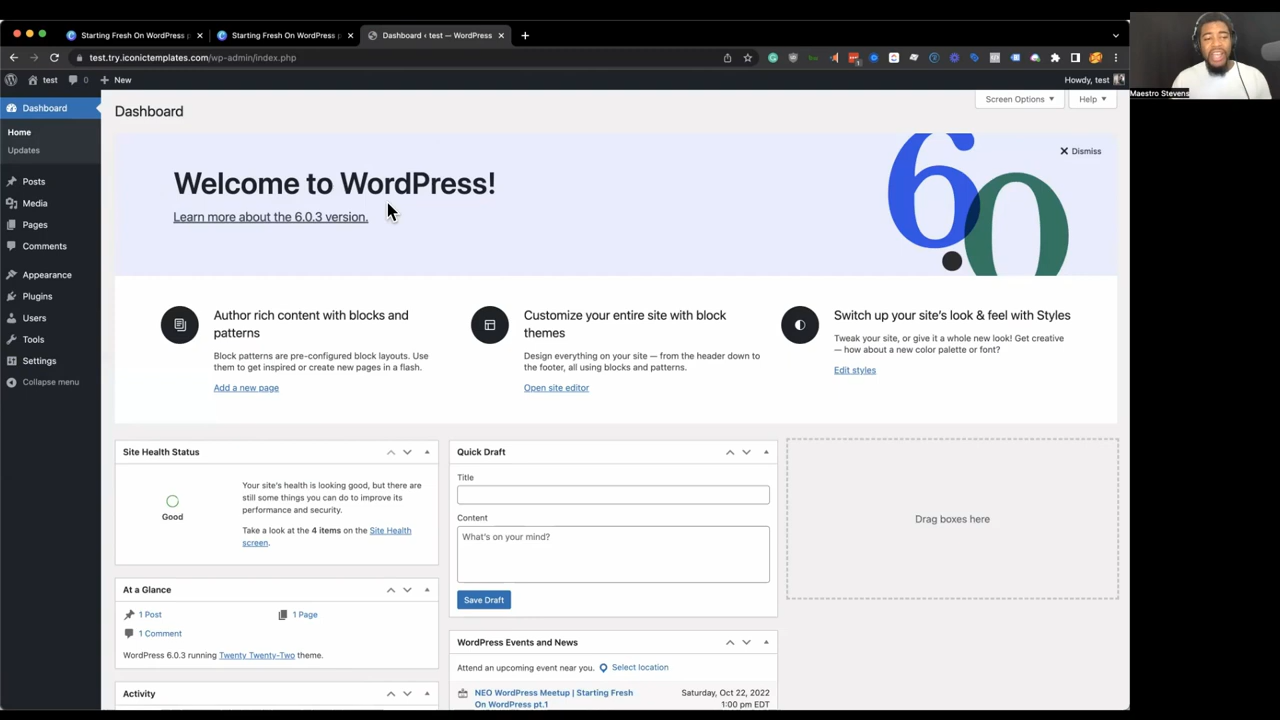 Starting Fresh On WordPress p
Starting Fresh On WordPress p
Dashboard ‹ test — WordPress
test.try.iconictemplates.com/wp-admin/index.php
test
0
New
Howdy, test
Maestro Stevens
Dashboard
Home
Updates
Posts
Media
Pages
Comments
Appearance
Plugins
Users
Tools
Settings
Collapse menu
Dashboard
Screen Options
Help
Welcome to WordPress!
Learn more about the 6.0.3 version.
6.0
Dismiss
Author rich content with blocks and
patterns
Block patterns are pre-configured block layouts. Use
them to get inspired or create new pages in a flash.
Add a new page
Customize your entire site with block
themes
Design everything on your site — from the header down to
the footer, all using blocks and patterns.
Open site editor
Switch up your site's look & feel with Styles
Tweak your site, or give it a whole new look! Get creative
— how about a new color palette or font?
Edit styles
Site Health Status
Good
Your site's health is looking good, but there are
still some things you can do to improve its
performance and security.
Take a look at the 4 items on the Site Health
screen.
At a Glance
1 Post
1 Page
1 Comment
WordPress 6.0.3 running Twenty Twenty-Two theme.
Activity
Quick Draft
Title
Content
What's on your mind?
Save Draft
WordPress Events and News
Attend an upcoming event near you.
Select location
NEO WordPress Meetup | Starting Fresh
On WordPress pt.1
Saturday, Oct 22, 2022
1:00 pm EDT
Drag boxes here